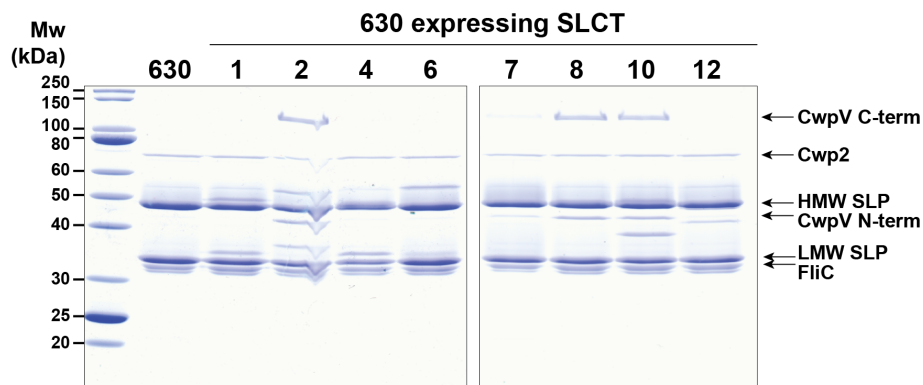 630 expressing SLCT
Mw
(kDa)
630 1 2 4 6 7 8 10 12
250
150
100
80
60
50
40
30
25
20
CwpV C-term
Cwp2
HMW SLP
CwpV N-term
LMW SLP
FliC